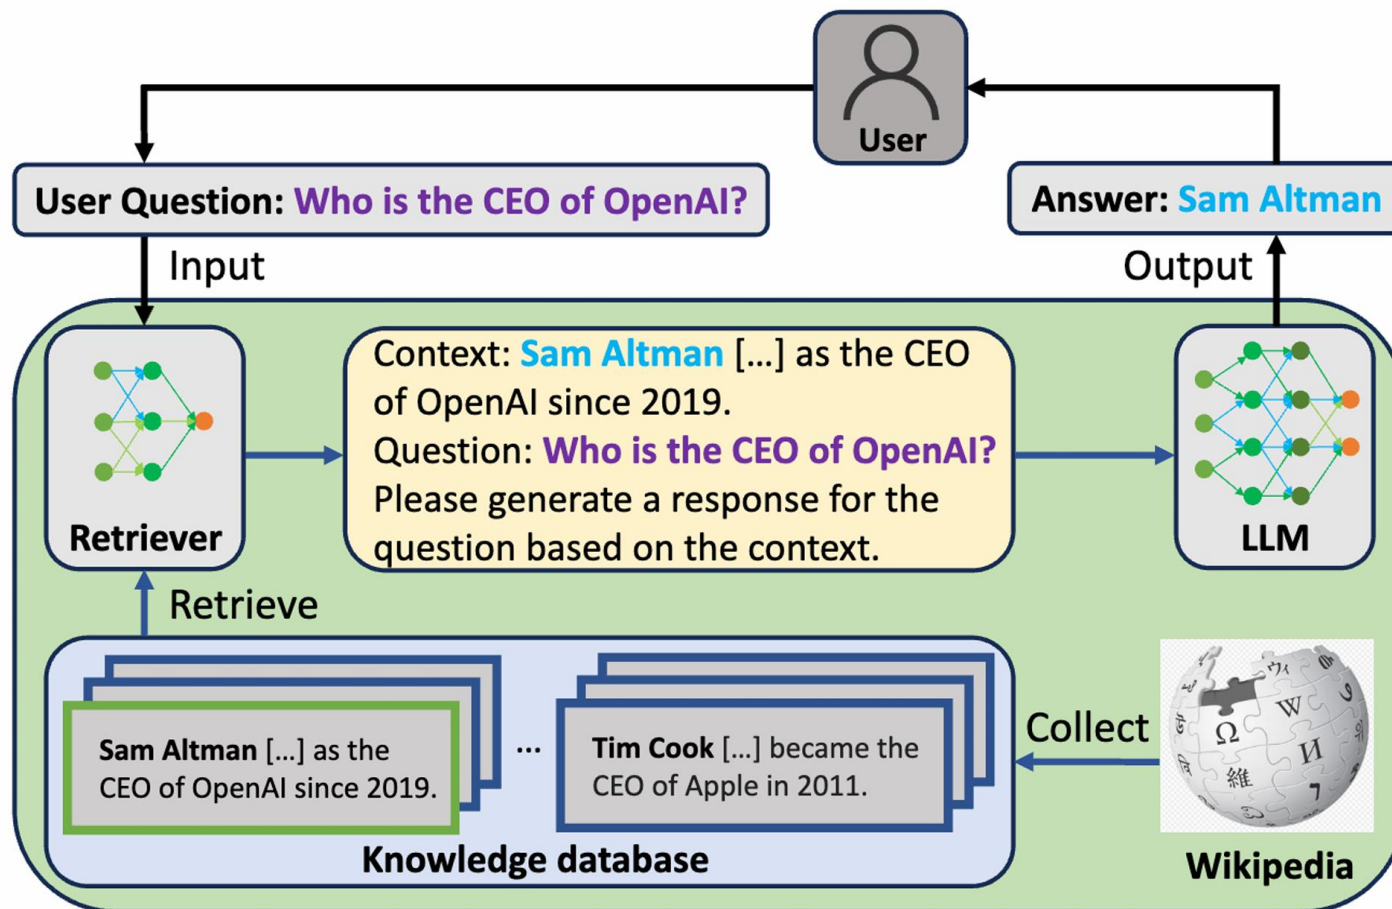 User
User Question: Who is the CEO of OpenAI?
Answer: Sam Altman
Input
Output
Context: Sam Altman [...] as the CEO
of OpenAI since 2019.
Question: Who is the CEO of OpenAI?
Please generate a response for the
question based on the context.
Retriever
LLM
Retrieve
Sam Altman [...] as the
CEO of OpenAI since 2019.
...
Tim Cook [...] became the
CEO of Apple in 2011.
Collect
Ω
W
И
維
ウィ
Knowledge database
Wikipedia